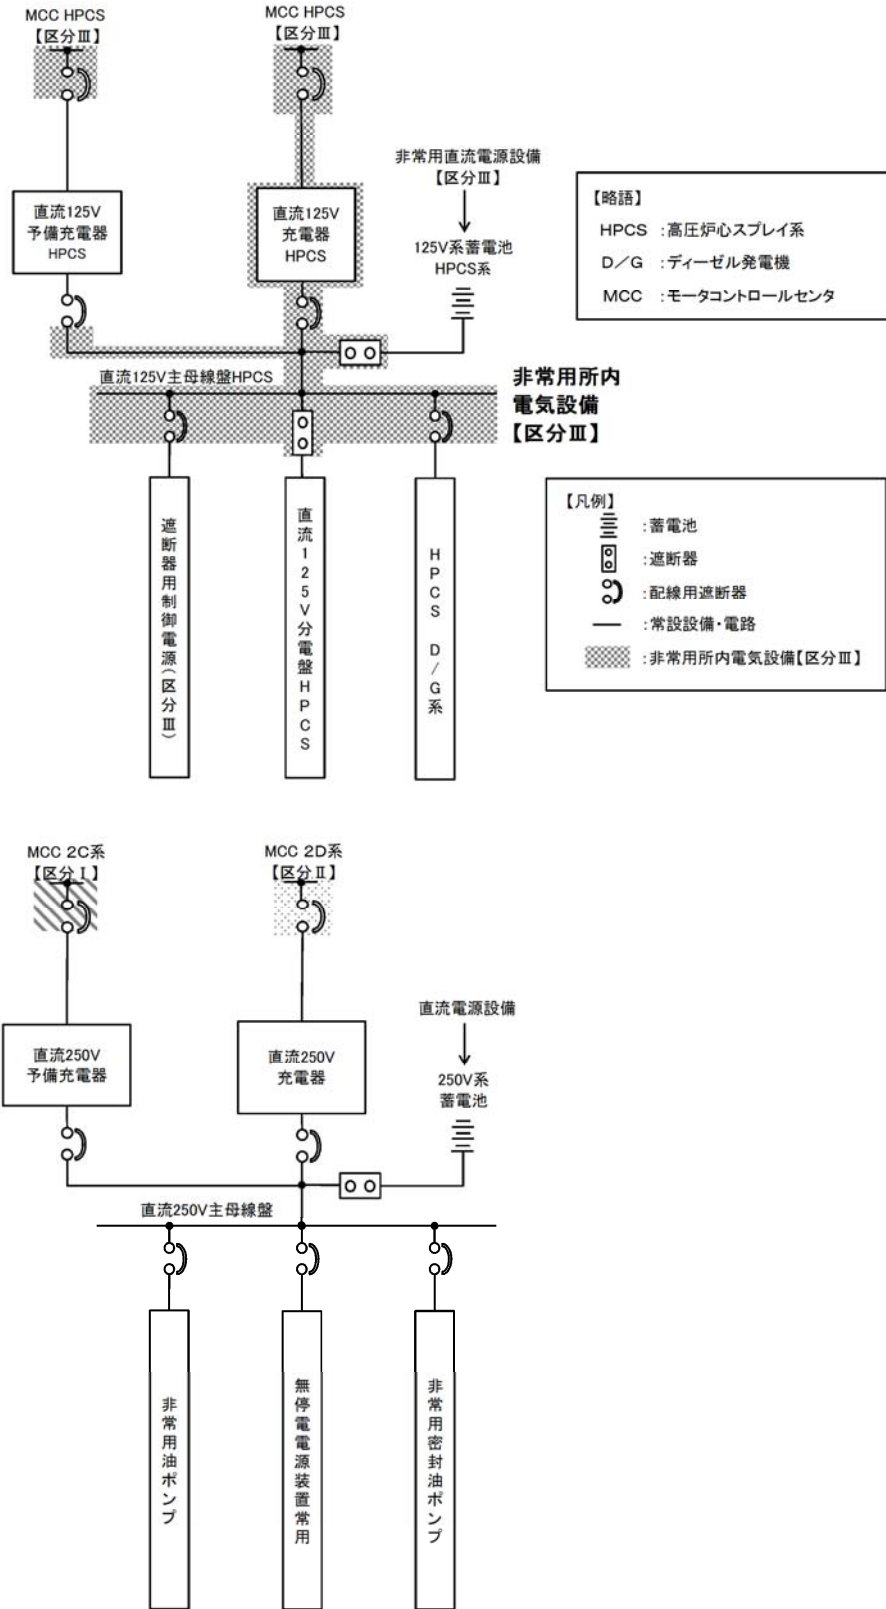 MCC HPCS
【区分Ⅲ】
MCC HPCS
【区分Ⅲ】
非常用直流電源設備
【区分Ⅲ】
直流125V
予備充電器
HPCS
直流125V
充電器
HPCS
125V系蓄電池
HPCS系
【略語】
HPCS :高圧炉心スプレイ系
D/G :ディーゼル発電機
MCC :モータコントロールセンタ
直流125V主母線盤HPCS
非常用所内
電気設備
【区分Ⅲ】
遮断器用制御電源(区分Ⅲ)
直流125V分電盤HPCS
HPCS D/G系
【凡例】
:蓄電池
:遮断器
:配線用遮断器
:常設設備・電路
:非常用所内電気設備【区分Ⅲ】
MCC 2C系
【区分Ⅰ】
MCC 2D系
【区分Ⅱ】
直流電源設備
直流250V
予備充電器
直流250V
充電器
250V系
蓄電池
直流250V主母線盤
非常用油ポンプ
無停電電源装置常用
非常用密封油ポンプ